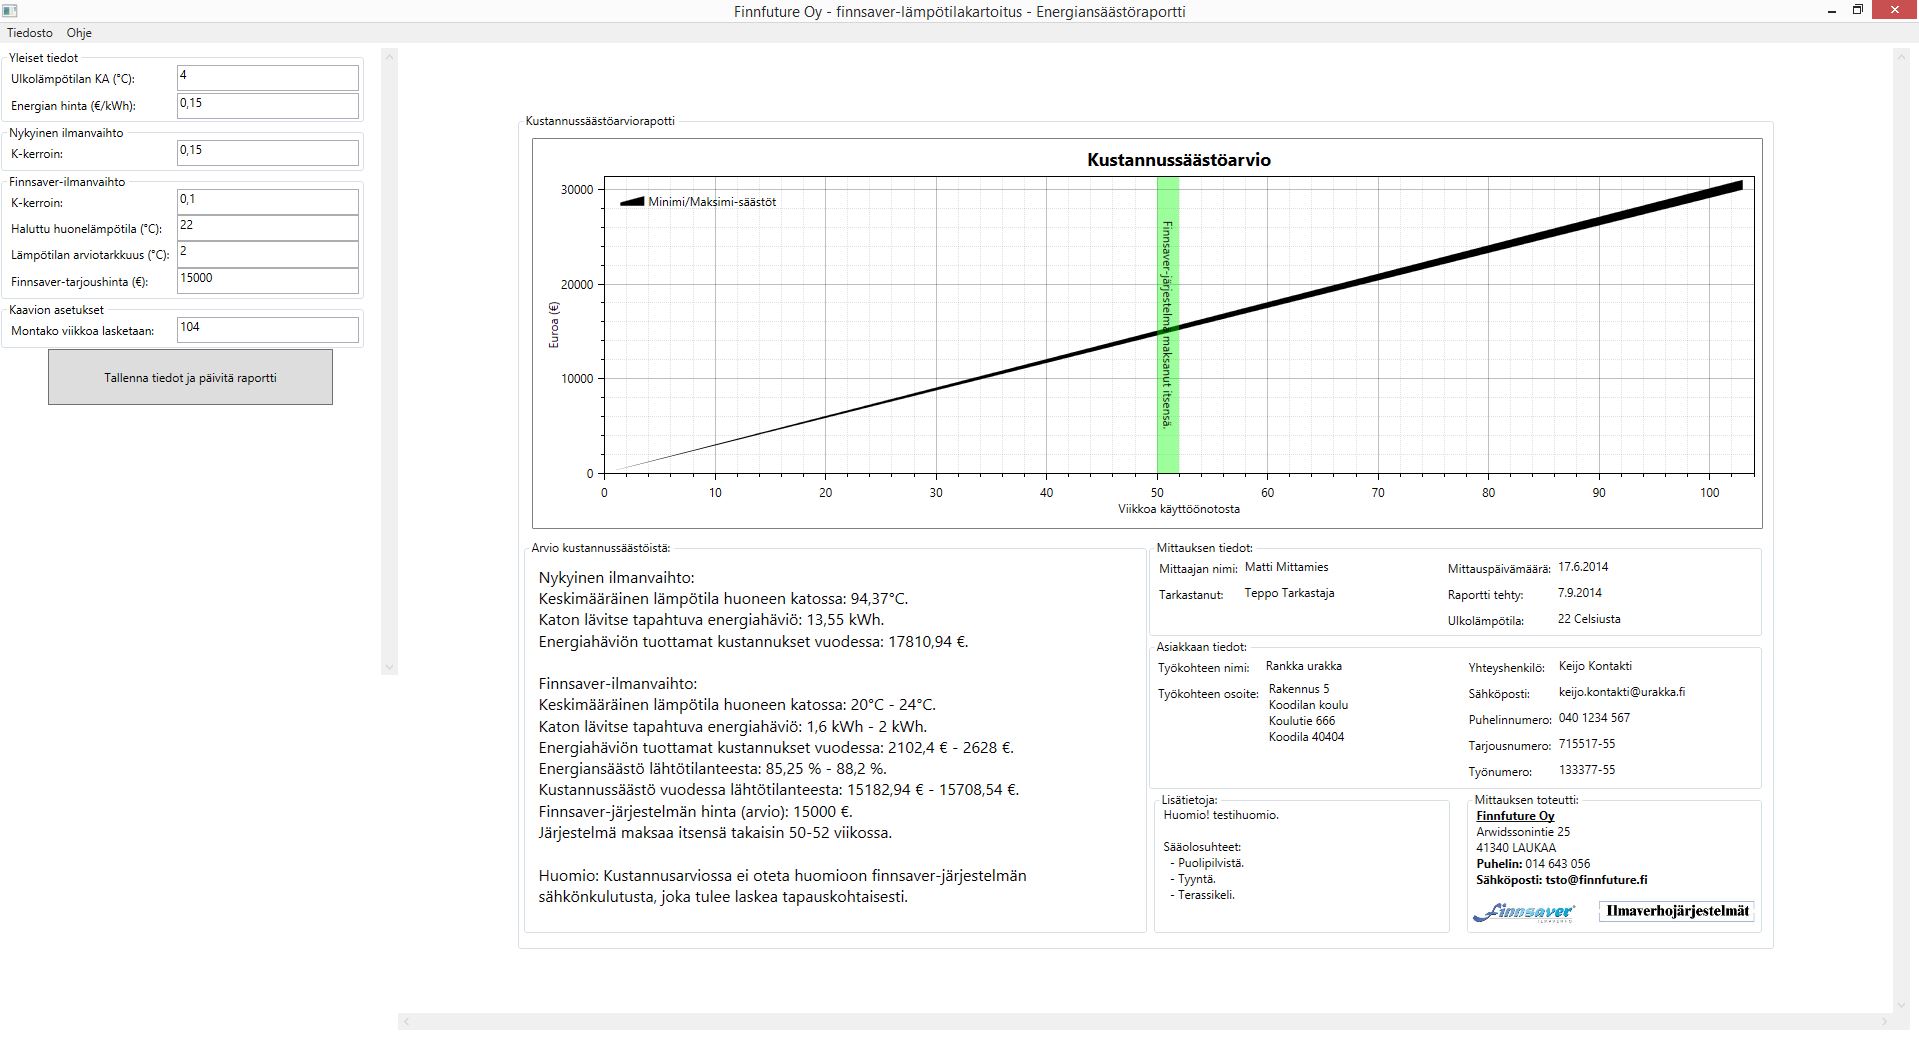 Finnfuture Oy - finnsaver-lämpötilakartoitus - Energiansäästöraportti
Tiedosto Ohje
Yleiset tiedot
Ulkolämpötilan KA (°C): 4
Energian hinta (€/kWh): 0,15
Nykyinen ilmanvaihto
K-kerroin: 0,15
Finnsaver-ilmanvaihto
K-kerroin: 0,1
Haluttu huonelämpötila (°C): 22
Lämpötilan arviotarkkuus (°C): 2
Finnsaver-tarjoushinta (€): 15000
Kaavion asetukset
Montako viikkoa lasketaan: 104
Tallenna tiedot ja päivitä raportti
Kustannussäästöarviorapotti
Kustannussäästöarvio
Minimi/Maksimi-säästöt
Euroa (€)
30000
20000
10000
0
Finnsaver-järjestelmä maksanut itsensä.
0 10 20 30 40 50 60 70 80 90 100
Viikkoa käyttöönotosta
Arvio kustannussäästöistä:
Nykyinen ilmanvaihto:
Keskimääräinen lämpötila huoneen katossa: 94,37°C.
Katon lävitse tapahtuva energiahäviö: 13,55 kWh.
Energiahäviön tuottamat kustannukset vuodessa: 17810,94 €.
Finnsaver-ilmanvaihto:
Keskimääräinen lämpötila huoneen katossa: 20°C - 24°C.
Katon lävitse tapahtuva energiahäviö: 1,6 kWh - 2 kWh.
Energiahäviön tuottamat kustannukset vuodessa: 2102,4 € - 2628 €.
Energiansäästö lähtötilanteesta: 85,25 % - 88,2 %.
Kustannussäästö vuodessa lähtötilanteesta: 15182,94 € - 15708,54 €.
Finnsaver-järjestelmän hinta (arvio): 15000 €.
Järjestelmä maksaa itsensä takaisin 50-52 viikossa.
Huomio: Kustannusarviossa ei oteta huomioon finnsaver-järjestelmän
sähkönkulutusta, joka tulee laskea tapauskohtaisesti.
Mittauksen tiedot:
Mittaajan nimi: Matti Mittamies
Tarkastanut: Teppo Tarkastaja
Mittauspäivämäärä: 17.6.2014
Raportti tehty: 7.9.2014
Ulkolämpötila: 22 Celsiusta
Asiakkaan tiedot:
Työkohteen nimi: Rankka urakka
Työkohteen osoite: Rakennus 5
Koodilan koulu
Koulutie 666
Koodila 40404
Yhteyshenkilö: Keijo Kontakti
Sähköposti: keijo.kontakti@urakka.fi
Puhelinnumero: 040 1234 567
Tarjousnumero: 715517-55
Työnumero: 133377-55
Lisätietoja:
Huomio! testihuomio.
Sääolosuhteet:
- Puolipilvistä.
- Tyyntä.
- Terassikeli.
Mittauksen toteutti:
Finnfuture Oy
Arwidssonintie 25
41340 LAUKAA
Puhelin: 014 643 056
Sähköposti: tsto@finnfuture.fi
finnsaver
ILMAVERHO
Ilmaverhojärjestelmät